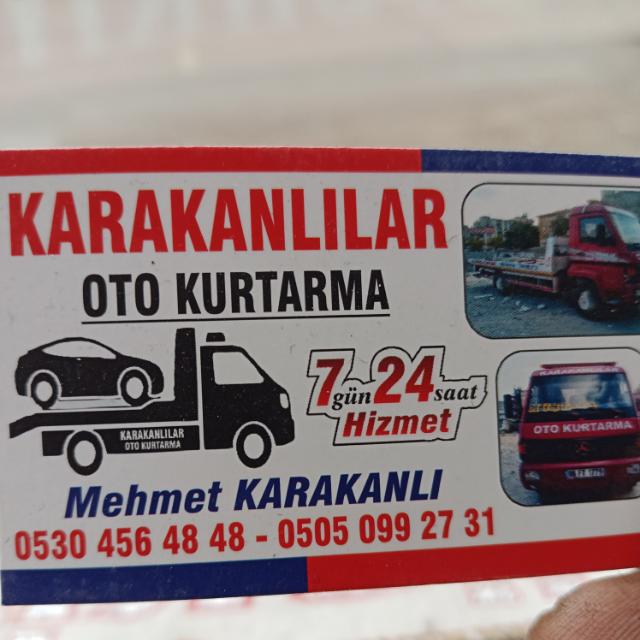 KARAKANLILAR
OTO KURTARMA
KARAKANLILAR
OTO KURTARMA
7 gün 24 saat
Hizmet
Mehmet KARAKANLI
0530 456 48 48 - 0505 099 27 31
KARAKANLILAR
OTO KURTARMA